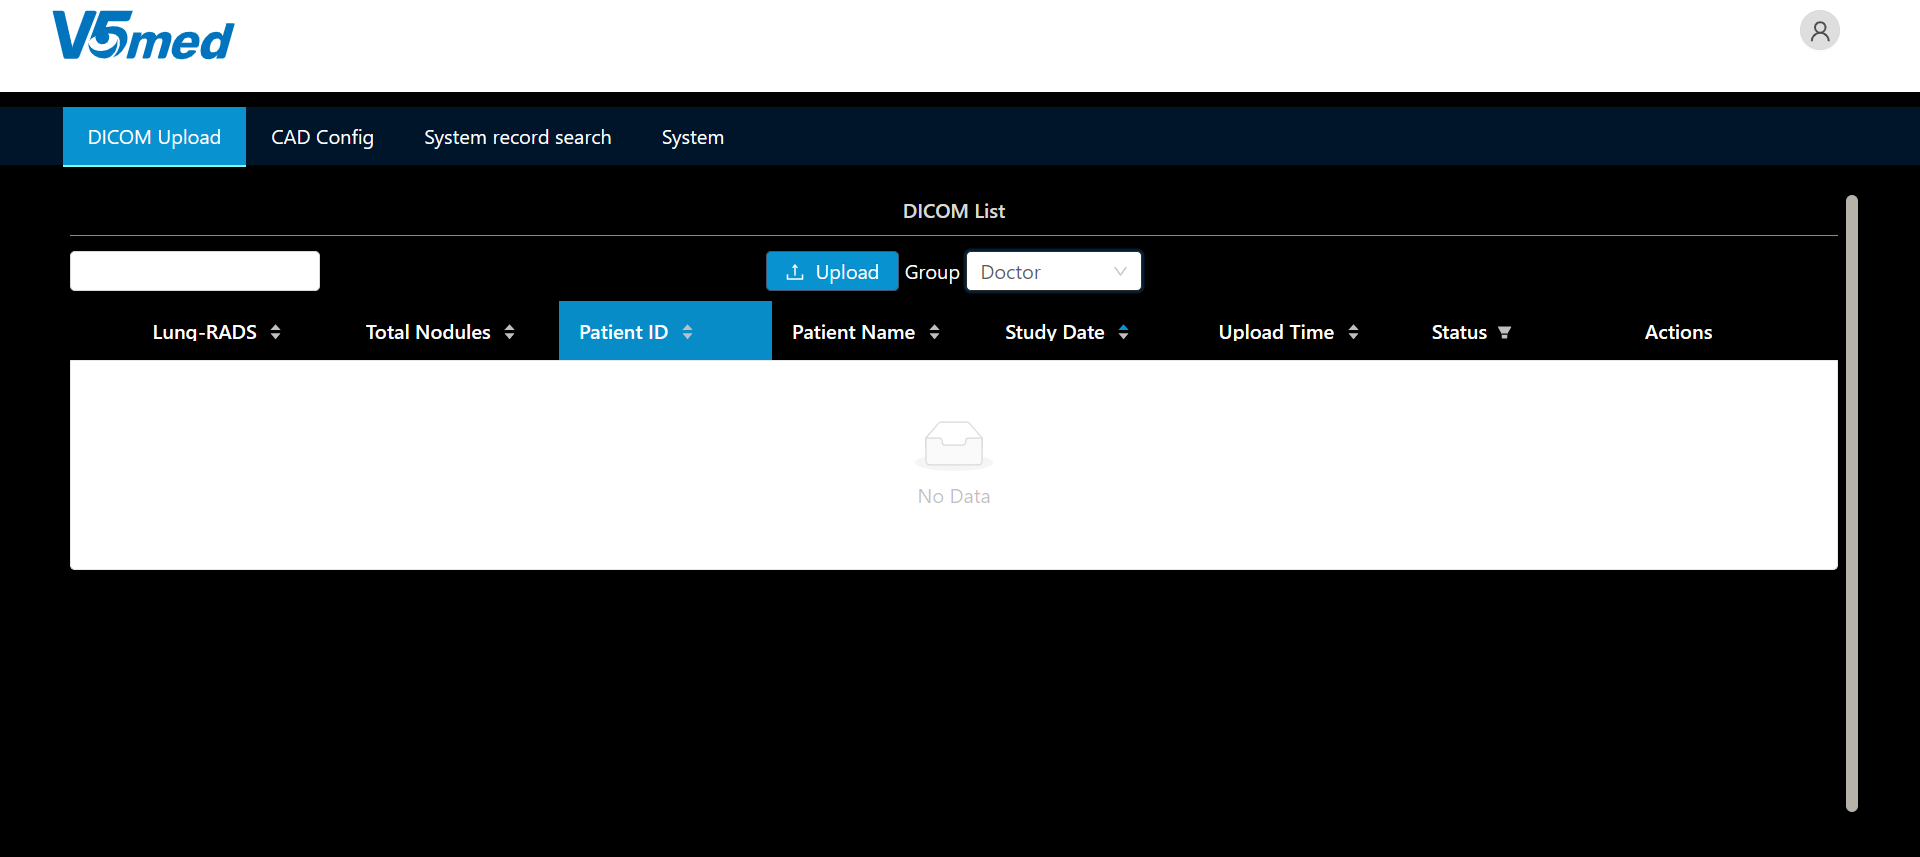 V5med
DICOM Upload CAD Config System record search System
DICOM List
Upload Group Doctor
Lung-RADS Total Nodules Patient ID Patient Name Study Date Upload Time Status Actions
No Data